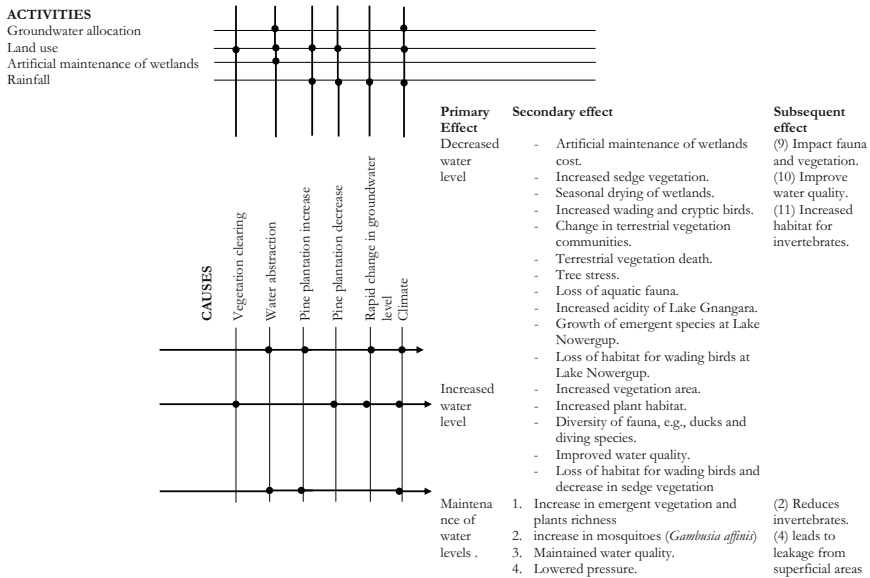 ACTIVITIES
Groundwater allocation
Land use
Artificial maintenance of wetlands
Rainfall
CAUSES
Vegetation clearing
Water abstraction
Pine plantation increase
Pine plantation decrease
Rapid change in groundwater
level
Climate
Primary
Effect
Secondary effect
Subsequent
effect
Decreased
water
level
- Artificial maintenance of wetlands
cost.
- Increased sedge vegetation.
- Seasonal drying of wetlands.
- Increased wading and cryptic birds.
- Change in terrestrial vegetation
communities.
- Terrestrial vegetation death.
- Tree stress.
- Loss of aquatic fauna.
- Increased acidity of Lake Gnangara.
- Growth of emergent species at Lake
Nowergup.
- Loss of habitat for wading birds at
Lake Nowergup.
(9) Impact fauna
and vegetation.
(10) Improve
water quality.
(11) Increased
habitat for
invertebrates.
Increased
water
level
- Increased vegetation area.
- Increased plant habitat.
- Diversity of fauna, e.g., ducks and
diving species.
- Improved water quality.
- Loss of habitat for wading birds and
decrease in sedge vegetation
Maintena
nce of
water
levels .
1. Increase in emergent vegetation and
plants richness
2. increase in mosquitoes (Gambusia affinis)
3. Maintained water quality.
4. Lowered pressure.
(2) Reduces
invertebrates.
(4) leads to
leakage from
superficial areas